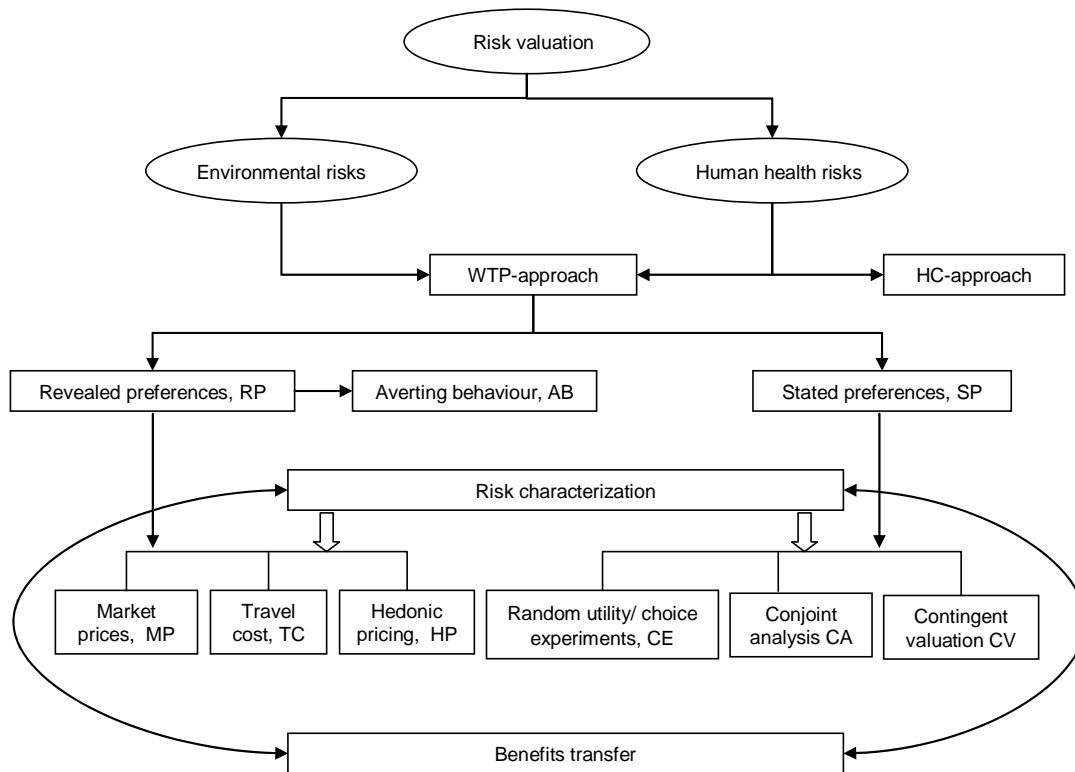 Risk valuation
Environmental risks
Human health risks
WTP-approach
HC-approach
Revealed preferences, RP
Averting behaviour, AB
Stated preferences, SP
Risk characterization
Market
prices, MP
Travel
cost, TC
Hedonic
pricing, HP
Random utility/ choice
experiments, CE
Conjoint
analysis CA
Contingent
valuation CV
Benefits transfer